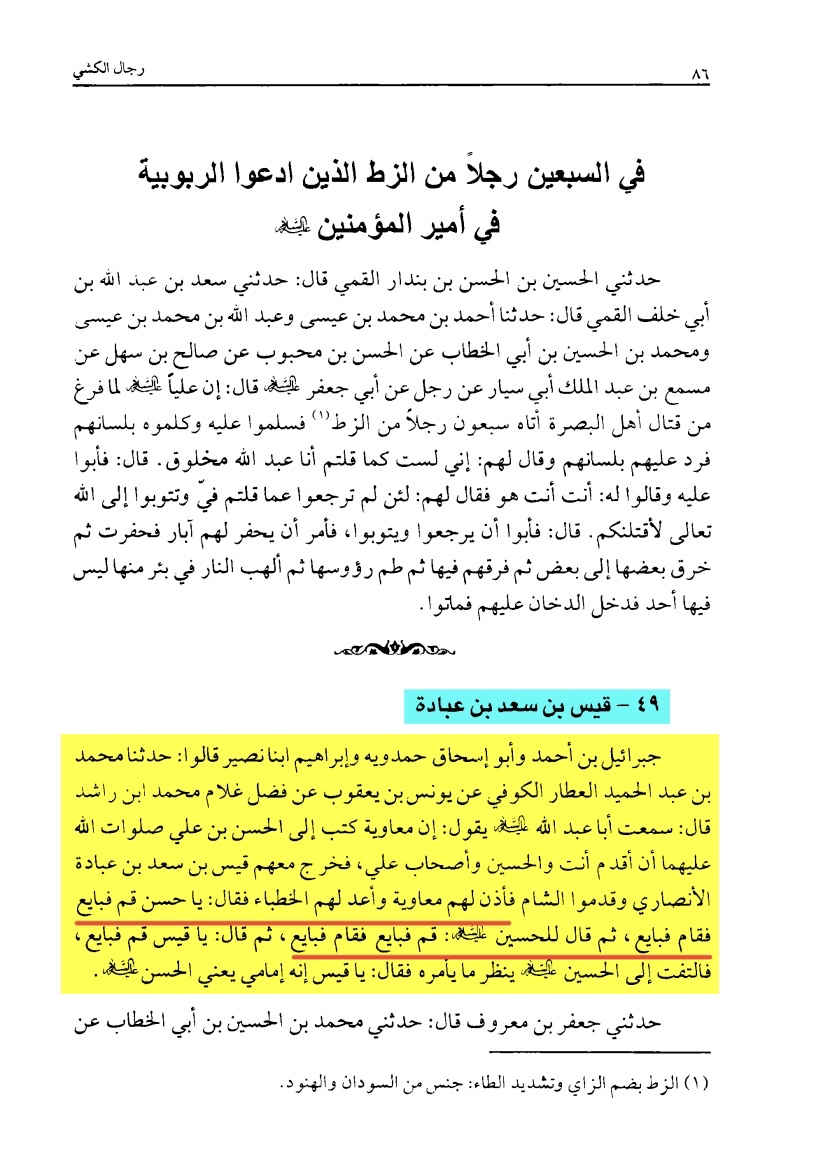 ٨٦
رجال الكشي
في السبعين رجلاً من الزط الذين ادعوا الربوبية
في أمير المؤمنين عليه السلام
حدثني الحسين بن الحسن بن بندار القمي قال: حدثني سعد بن عبد الله بن
أبي خلف القمي قال: حدثنا أحمد بن محمد بن عيسى وعبد الله بن محمد بن عيسى
ومحمد بن الحسين بن أبي الخطاب عن الحسن بن محبوب عن صالح بن سهل عن
مسمع بن عبد الملك أبي سيار عن رجل عن أبي جعفر عليه السلام قال: إن علياً عليه السلام لما فرغ
من قتال أهل البصرة أتاه سبعون رجلاً من الزط(١) فسلموا عليه وكلموه بلسانهم
فرد عليهم بلسانهم وقال لهم: إني لست كما قلتم أنا عبد الله مخلوق. قال: فأبوا
عليه وقالوا له: أنت أنت هو فقال لهم: لئن لم ترجعوا عما قلتم فيّ وتتوبوا إلى الله
تعالى لأقتلنكم. قال: فأبوا أن يرجعوا ويتوبوا، فأمر أن يحفر لهم آبار فحفرت ثم
خرق بعضها إلى بعض ثم فرقهم فيها ثم طم رؤوسها ثم ألهب النار في بئر منها ليس
فيها أحد فدخل الدخان عليهم فماتوا.
٤٩ - قيس بن سعد بن عبادة
جبرائيل بن أحمد وأبو إسحاق حمدويه وإبراهيم ابنا نصير قالوا: حدثنا محمد
بن عبد الحميد العطار الكوفي عن يونس بن يعقوب عن فضل غلام محمد ابن راشد
قال: سمعت أبا عبد الله عليه السلام يقول: إن معاوية كتب إلى الحسن بن علي صلوات الله
عليهما أن أقدم أنت والحسين وأصحاب علي، فخرج معهم قيس بن سعد بن عبادة
الأنصاري وقدموا الشام فأذن لهم معاوية وأعد لهم الخطباء فقال: يا حسن قم فبايع
فقام فبايع، ثم قال للحسين عليه السلام: قم فبايع فقام فبايع، ثم قال: يا قيس قم فبايع،
فالتفت إلى الحسين عليه السلام ينظر ما يأمره فقال: يا قيس إنه إمامي يعني الحسن عليه السلام.
حدثني جعفر بن معروف قال: حدثني محمد بن الحسين بن أبي الخطاب عن
(١) الزط بضم الزاي وتشديد الطاء: جنس من السودان والهنود.